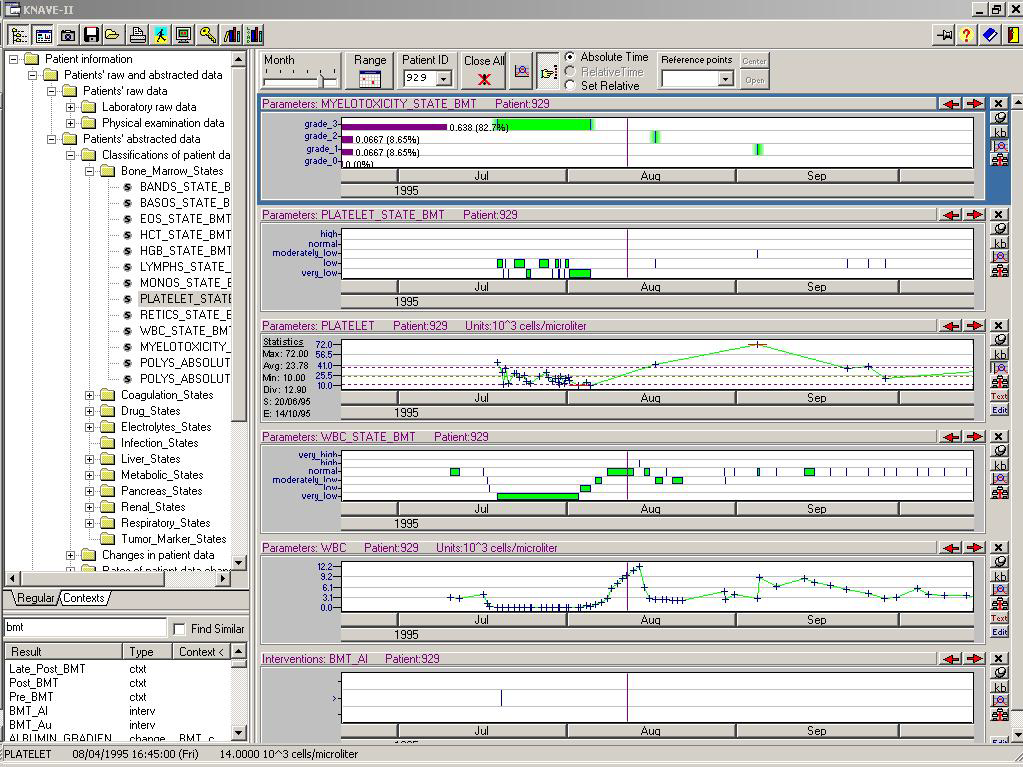 KNAVE-II
Patient information
Patients' raw and abstracted data
Patients' raw data
Laboratory raw data
Physical examination data
Patients' abstracted data
Classifications of patient da
Bone_Marrow_States
BANDS_STATE_B
BASOS_STATE_B
EOS_STATE_BMT
HCT_STATE_BMT
HGB_STATE_BMT
LYMPHS_STATE_
MONOS_STATE_B
PLATELET_STATE
RETICS_STATE_B
WBC_STATE_BMT
MYELOTOXICITY_
POLYS_ABSOLUT
POLYS_ABSOLUT
Coagulation_States
Drug_States
Electrolytes_States
Infection_States
Liver_States
Metabolic_States
Pancreas_States
Renal_States
Respiratory_States
Tumor_Marker_States
Changes in patient data
Rates of patient data chan
Regular Contexts
bmt Find Similar
Result Type Context <
Late_Post_BMT ctxt
Post_BMT ctxt
Pre_BMT ctxt
BMT_AI interv
BMT_Au interv
ALBUMIN_GRADIEN change BMT_c
Month Range Patient ID Close All Absolute Time Reference points Center
929 RelativeTime Open
Set Relative
Parameters: MYELOTOXICITY_STATE_BMT Patient:929
grade_3 0.638 (82.7%)
grade_2 0.0667 (8.65%)
grade_1 0.0667 (8.65%)
grade_0 0 (0%)
kb
Jul Aug Sep
1995
Parameters: PLATELET_STATE_BMT Patient:929
high
normal
moderately_low
low
very_low
kb
Jul Aug Sep
1995
Parameters: PLATELET Patient:929 Units:10^3 cells/microliter
Statistics
Max: 72.00
Avg: 23.78
Min: 10.00
Div: 12.90
S: 20/06/95
E: 14/10/95
72.0
56.5
41.0
25.5
10.0
kb
Text
Edit
Jul Aug Sep
1995
Parameters: WBC_STATE_BMT Patient:929
very_high
high
normal
moderately_low
low
very_low
kb
Jul Aug Sep
1995
Parameters: WBC Patient:929 Units:10^3 cells/microliter
12.2
9.2
6.1
3.1
0.0
kb
Text
Edit
Jul Aug Sep
1995
Interventions: BMT_AI Patient:929
>
kb
Jul Aug Sep
1995
Edit
PLATELET 08/04/1995 16:45:00 (Fri) 14.0000 10^3 cells/microliter